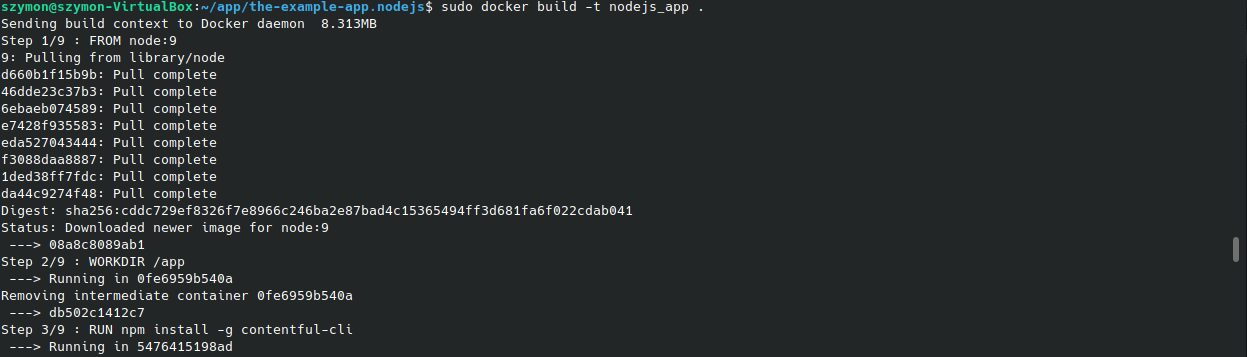 szymon@szymon-VirtualBox:~/app/the-example-app.nodejs$ sudo docker build -t nodejs_app .
Sending build context to Docker daemon  8.313MB
Step 1/9 : FROM node:9
9: Pulling from library/node
d660b1f15b9b: Pull complete
46dde23c37b3: Pull complete
6ebaeb074589: Pull complete
e7428f935583: Pull complete
eda527043444: Pull complete
f3088daa8887: Pull complete
1ded38ff7fdc: Pull complete
da44c9274f48: Pull complete
Digest: sha256:cddc729ef8326f7e8966c246ba2e87bad4c15365494ff3d681fa6f022cdab041
Status: Downloaded newer image for node:9
 ---> 08a8c8089ab1
Step 2/9 : WORKDIR /app
 ---> Running in 0fe6959b540a
Removing intermediate container 0fe6959b540a
 ---> db502c1412c7
Step 3/9 : RUN npm install -g contentful-cli
 ---> Running in 5476415198ad